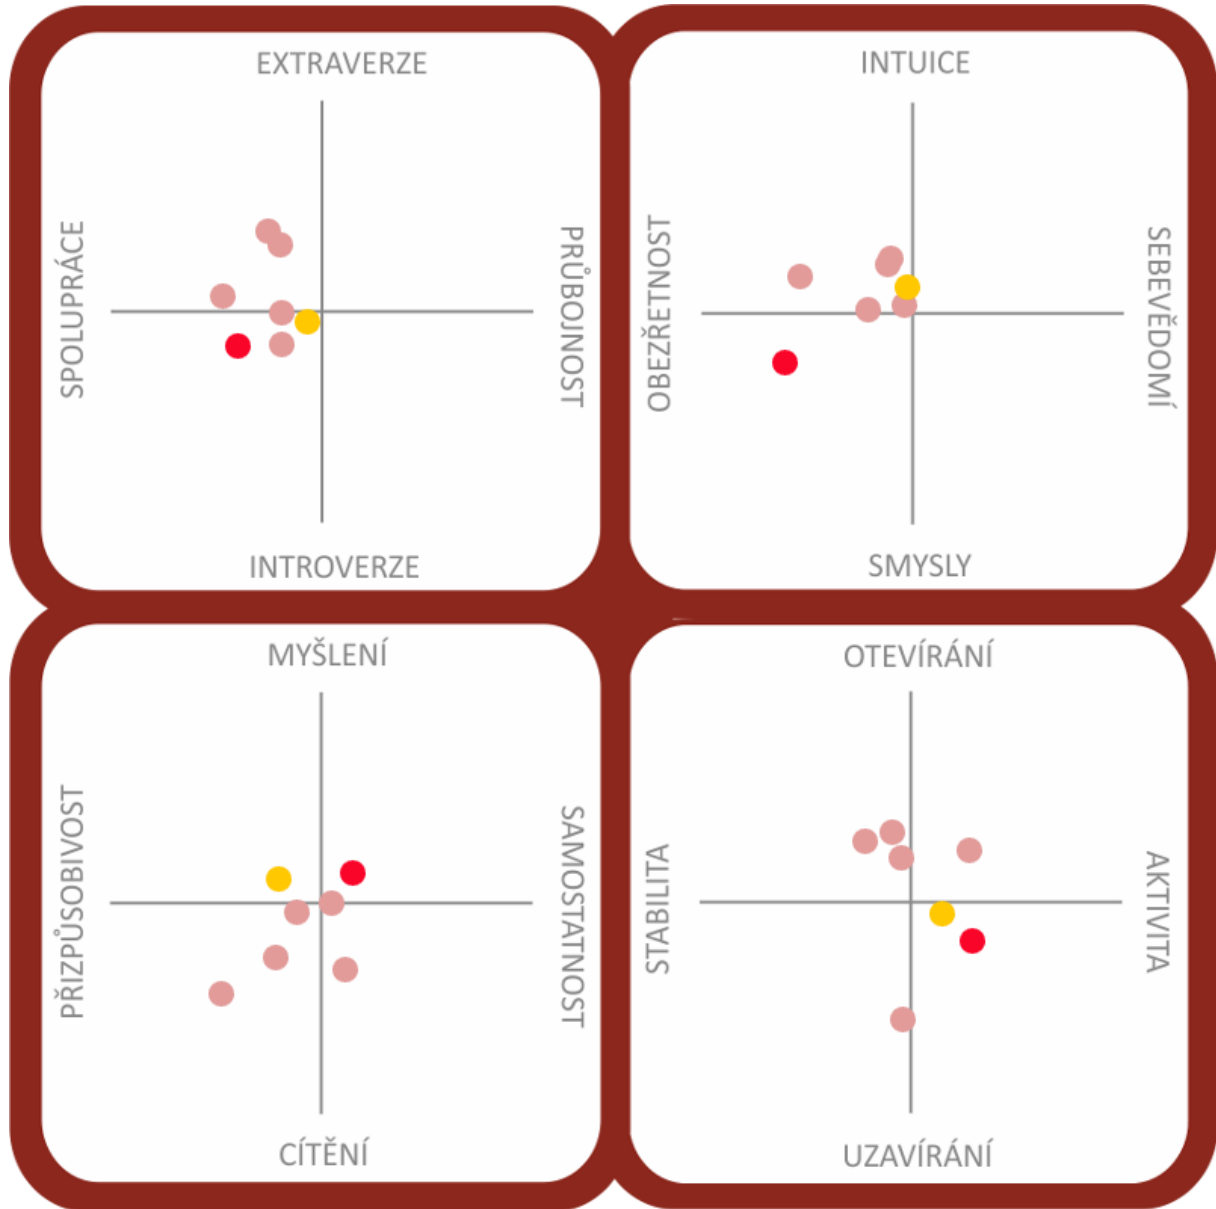 EXTRAVERZE
SPOLUPRÁCE
PRŮBOJNOST
INTROVERZE
INTUICE
OBEZŘETNOST
SEBEVĚDOMÍ
SMYSLY
MYŠLENÍ
PŘIZPŮSOBIVOST
SAMOSTATNOST
CÍTĚNÍ
OTEVÍRÁNÍ
STABILITA
AKTIVITA
UZAVÍRÁNÍ